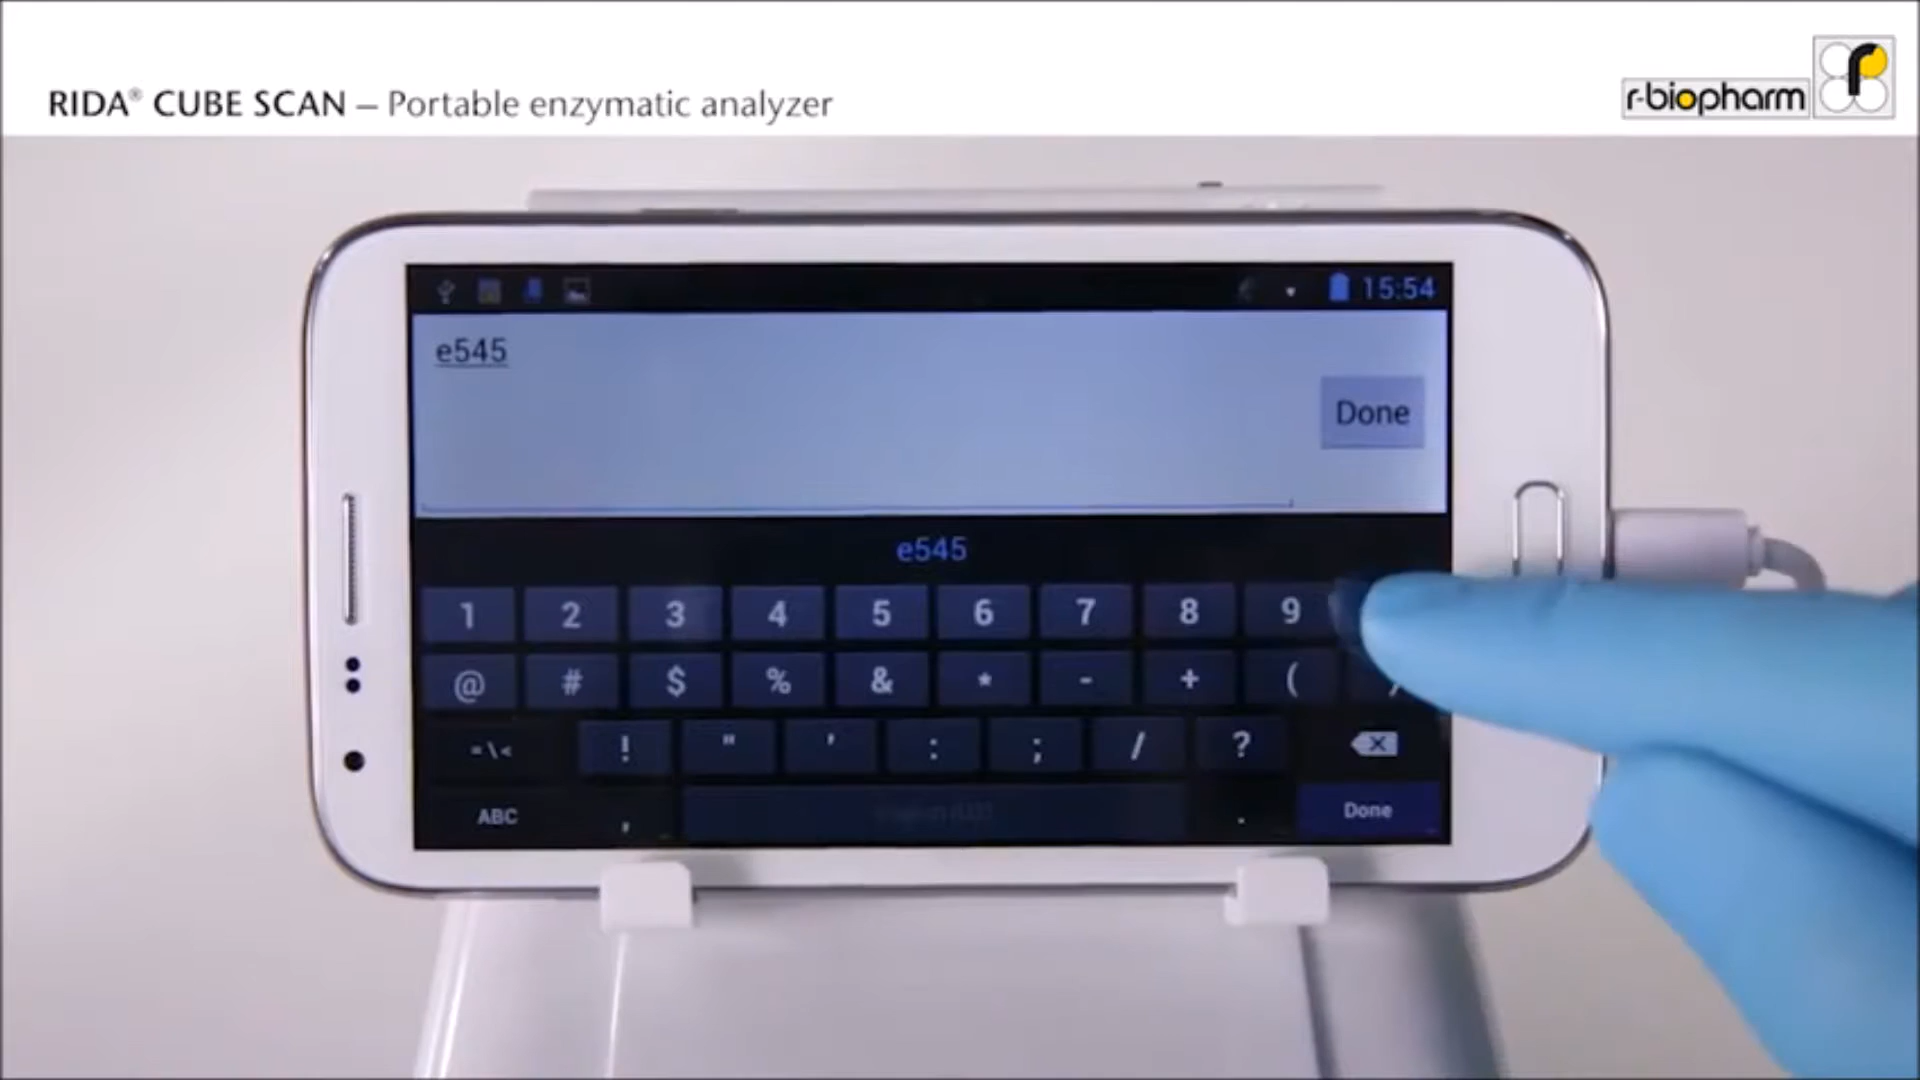 RIDA® CUBE SCAN – Portable enzymatic analyzer
r-biopharm
r
15:54
e545
Done
e545
1 2 3 4 5 6 7 8 9
@ # $ % & * - + ( )
=\< ! " ' : ; / ?
ABC , . Done